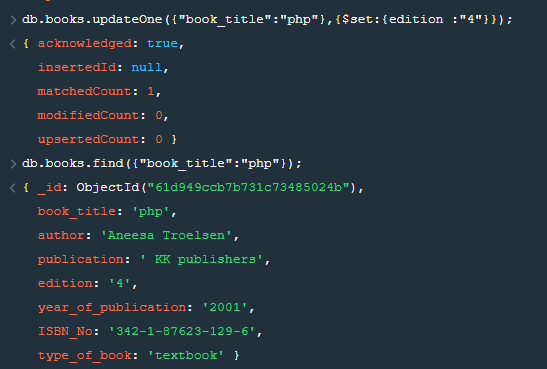 > db.books.updateOne({"book_title":"php"},{$set:{edition :"4"}});
< { acknowledged: true,
insertedId: null,
matchedCount: 1,
modifiedCount: 0,
upsertedCount: 0 }
> db.books.find({"book_title":"php"});
< { _id: ObjectId("61d949ccb7b731c73485024b"),
book_title: 'php',
author: 'Aneesa Troelsen',
publication: ' KK publishers',
edition: '4',
year_of_publication: '2001',
ISBN_No: '342-1-87623-129-6',
type_of_book: 'textbook' }